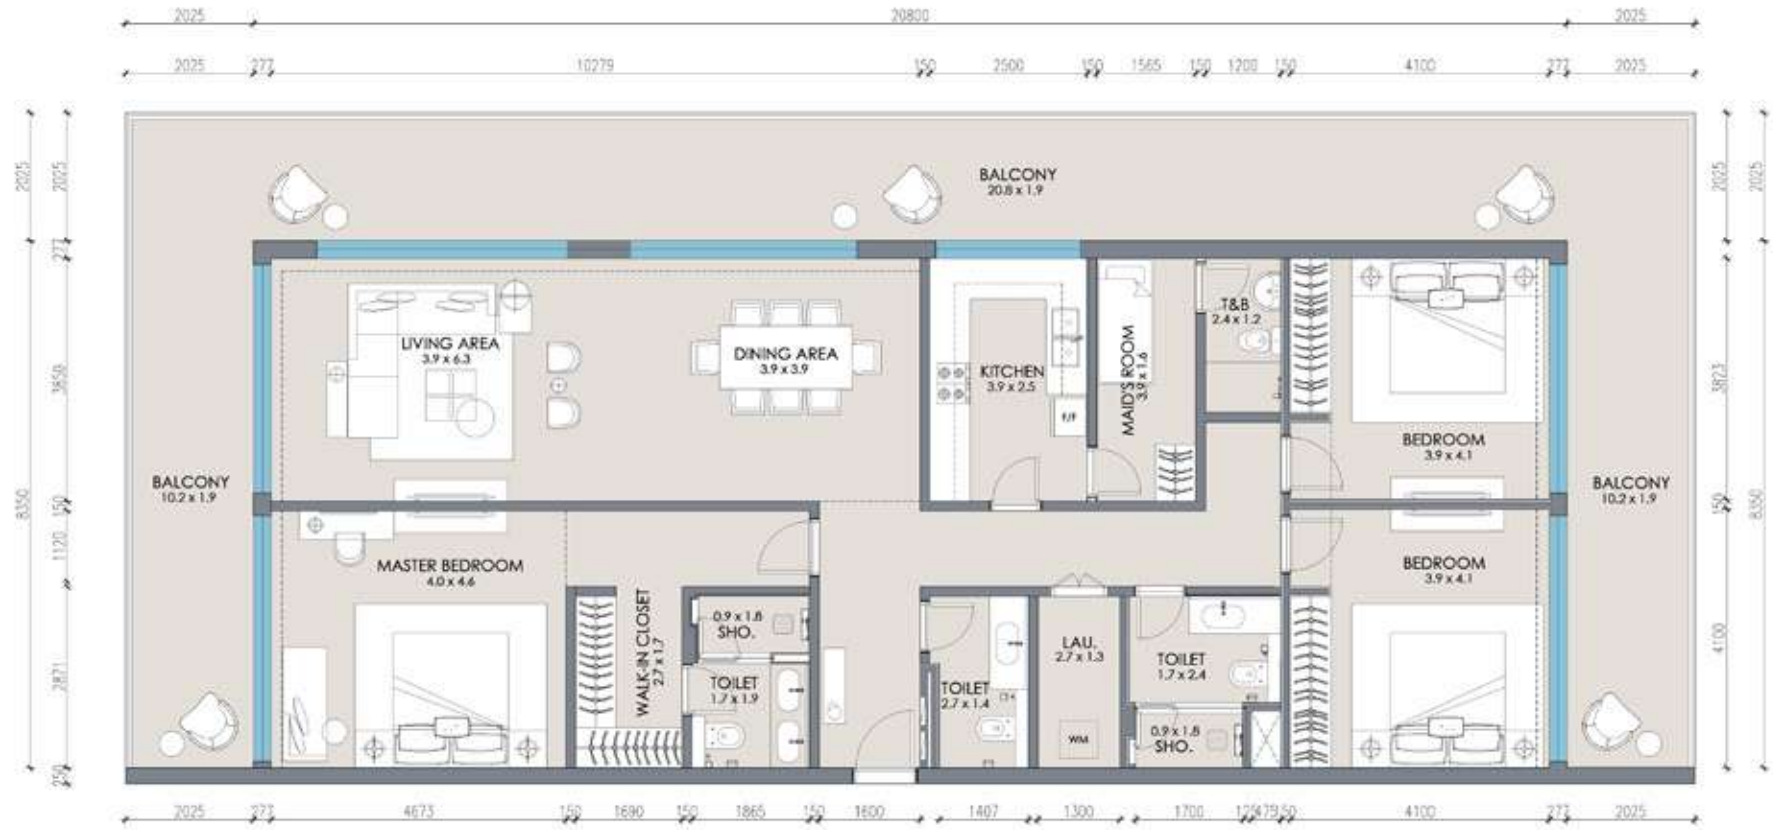 2025 20800 2025
2025 277 10279 150 2500 150 1565 150 1200 150 4100 277 2025
2025 2025
2025 2025
BALCONY
20.8 x 1.9
277
T&B
2.4 x 1.2
LIVING AREA
3.9 x 6.3
DINING AREA
3.9 x 3.9
KITCHEN
3.9 x 2.5
MAID'S ROOM
3.9 x 1.6
F/F
3850
3873
BEDROOM
3.9 x 4.1
BALCONY
10.2 x 1.9
BALCONY
10.2 x 1.9
8350
150
150
8350
1120
MASTER BEDROOM
4.0 x 4.6
BEDROOM
3.9 x 4.1
WALK-IN CLOSET
2.7 x 1.7
0.9 x 1.8
SHO.
LAU.
2.7 x 1.3
4100
TOILET
1.7 x 2.4
2871
TOILET
1.7 x 1.9
TOILET
2.7 x 1.4
0.9 x 1.8
SHO.
WM
250
2025 277 4673 150 1690 150 1865 150 1600 1407 1300 1700 150 4100 277 2025